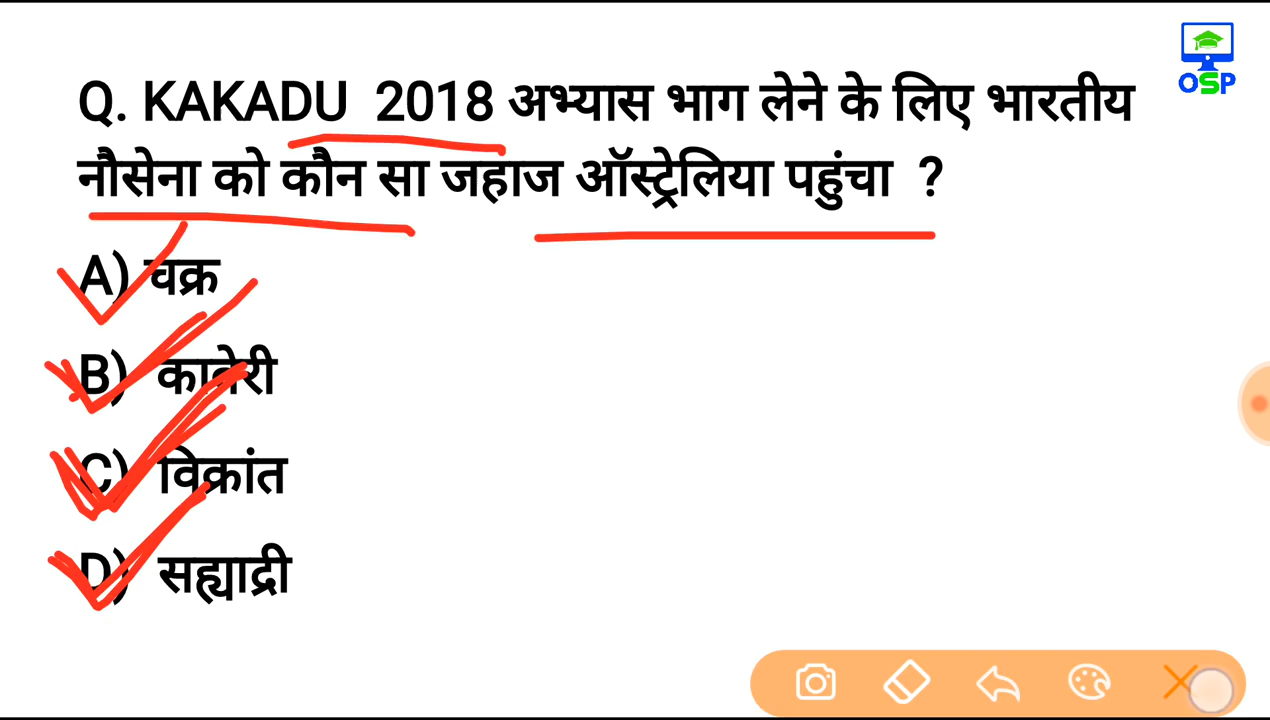 OSP
Q. KAKADU 2018 अभ्यास भाग लेने के लिए भारतीय
नौसेना को कौन सा जहाज ऑस्ट्रेलिया पहुंचा ?
A) चक्र
B) कावेरी
C) विक्रांत
D) सह्याद्री